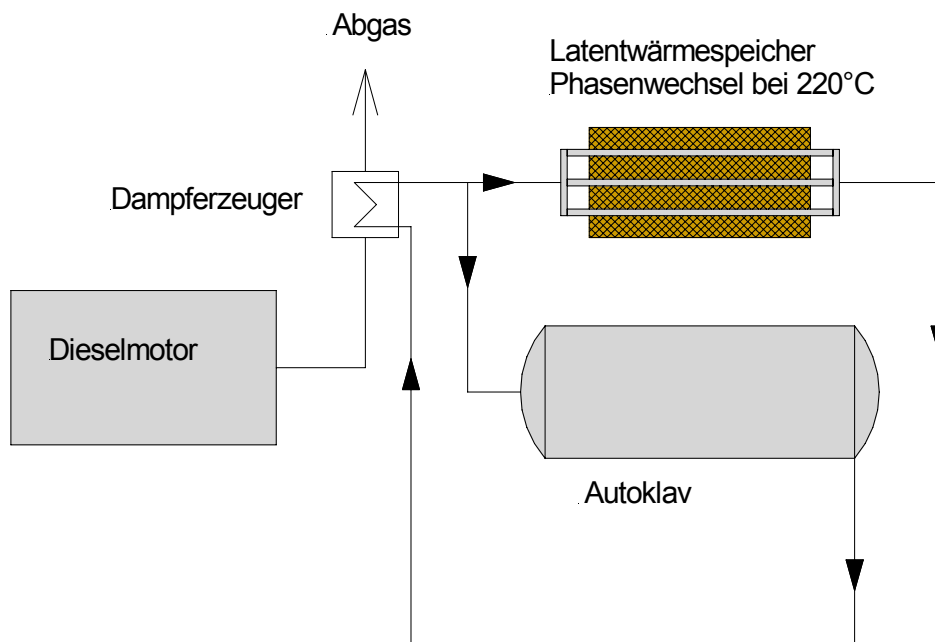 Abgas
Latentwärmespeicher
Phasenwechsel bei 220°C
Dampferzeuger
Dieselmotor
Autoklav